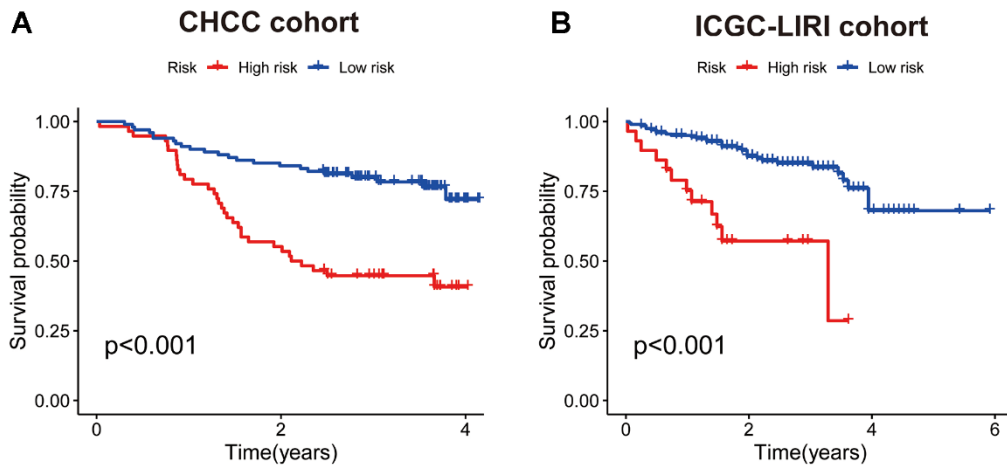 A
CHCC cohort
Risk High risk Low risk
1.00
0.75
0.50
0.25
0.00
Survival probability
p<0.001
0 2 4
Time(years)
B
ICGC-LIRI cohort
Risk High risk Low risk
1.00
0.75
0.50
0.25
0.00
Survival probability
p<0.001
0 2 4 6
Time(years)